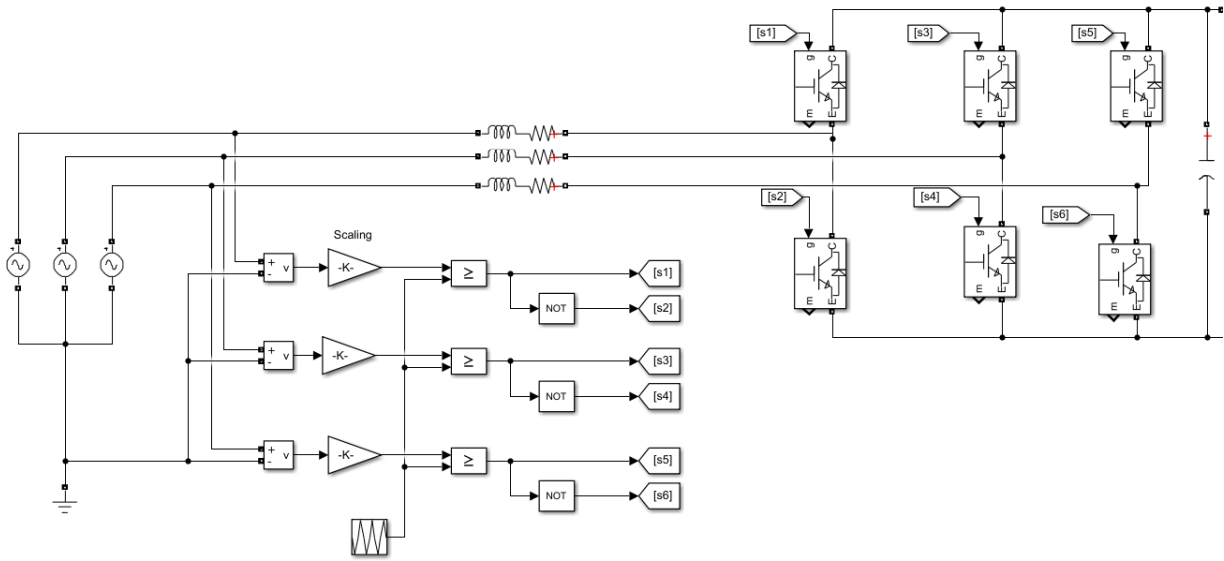 [s1]
[s3]
[s5]
g C
g C
g C
m E
m E
m E
[s2]
[s4]
[s6]
g C
g C
g C
m E
m E
m E
+
+
+
Scaling
+
- v
-K-
≥
[s1]
NOT
[s2]
+
- v
-K-
≥
[s3]
NOT
[s4]
+
- v
-K-
≥
[s5]
NOT
[s6]
+
+
+
+